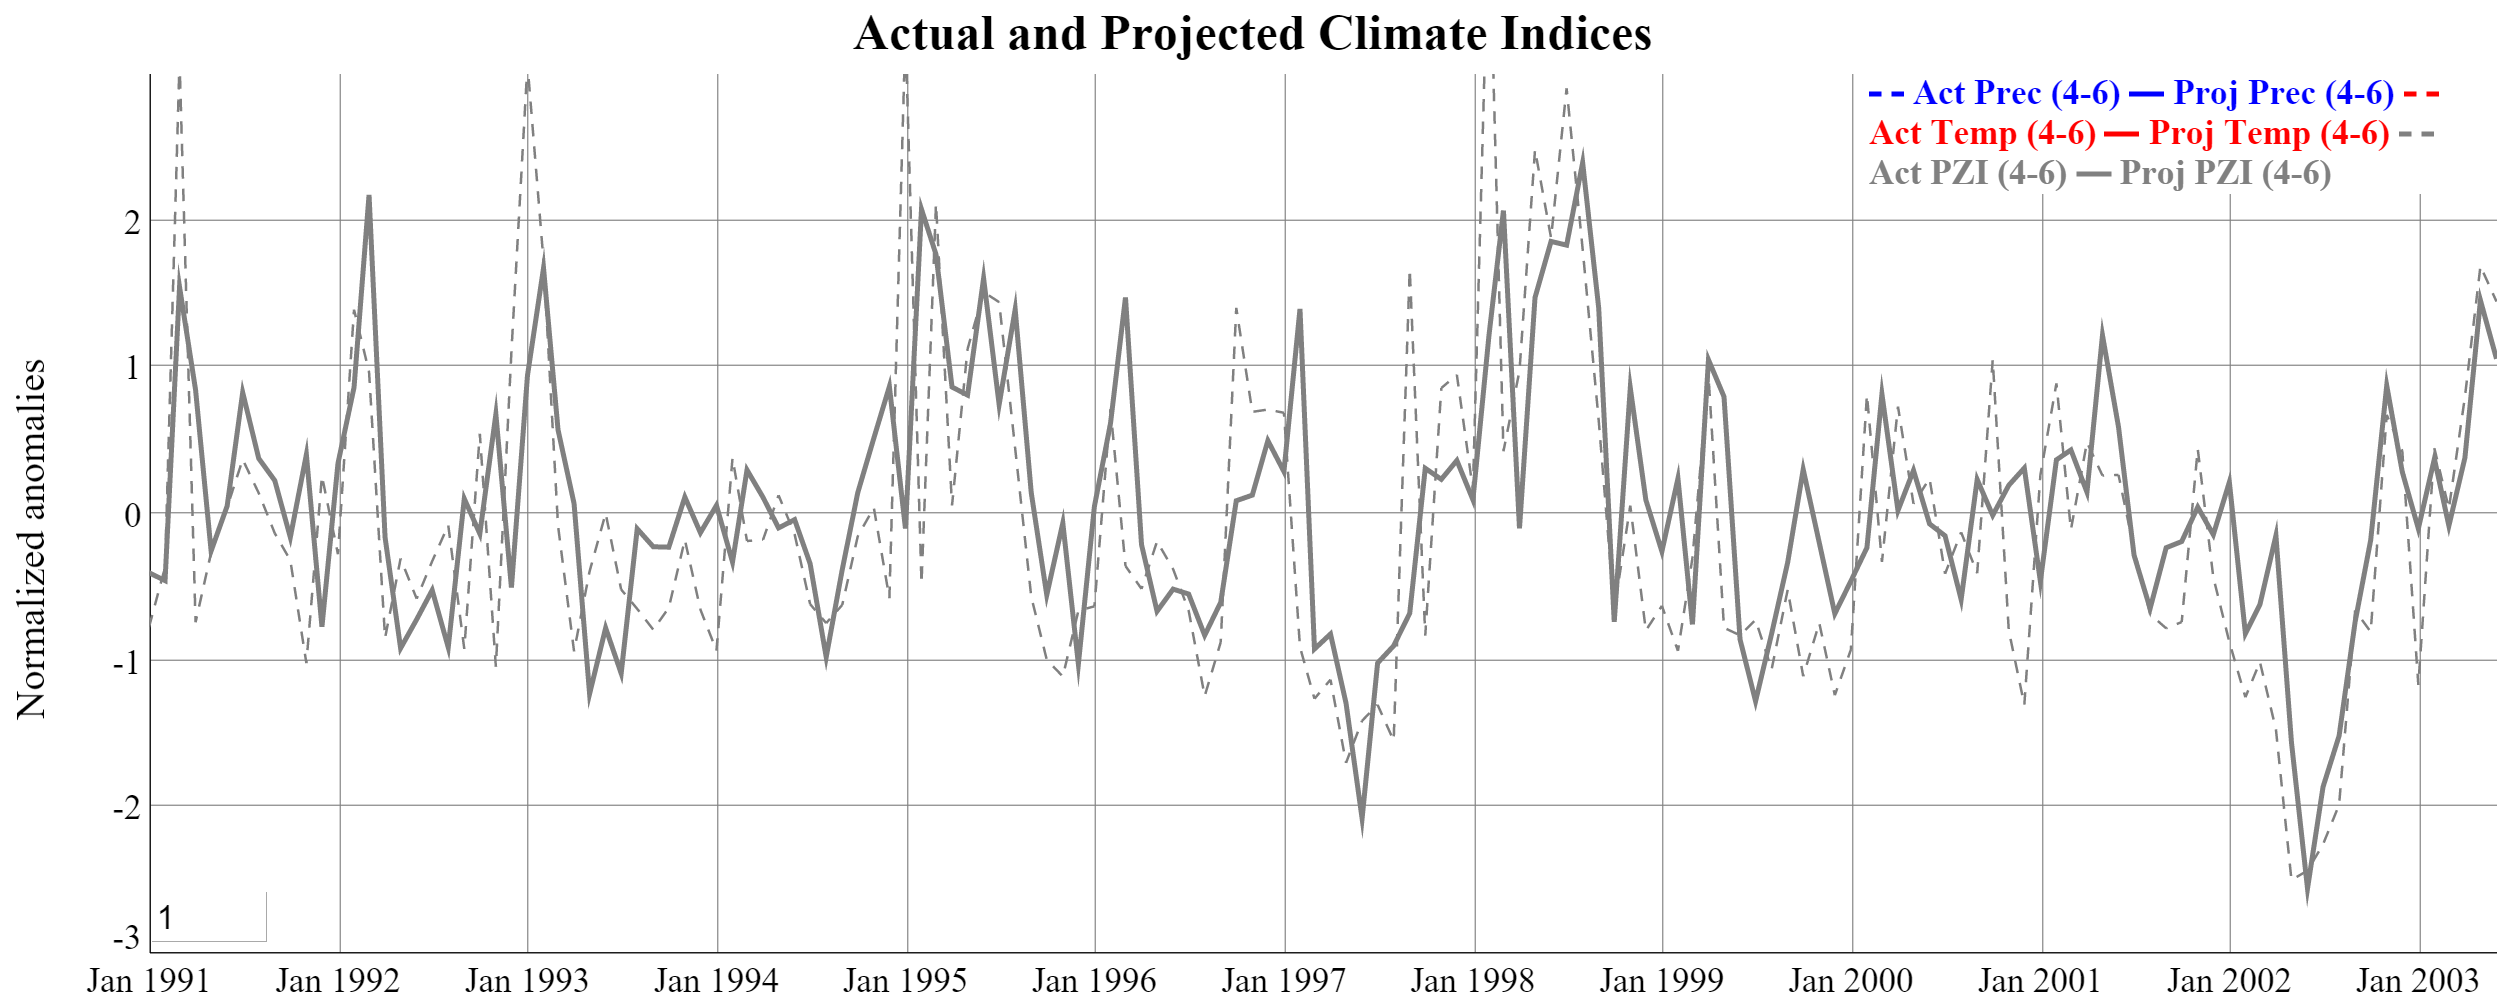 Actual and Projected Climate Indices
Act Prec (4-6) Proj Prec (4-6)
Act Temp (4-6) Proj Temp (4-6)
Act PZI (4-6) Proj PZI (4-6)
Normalized anomalies
2
1
0
-1
-2
-3
1
Jan 1991 Jan 1992 Jan 1993 Jan 1994 Jan 1995 Jan 1996 Jan 1997 Jan 1998 Jan 1999 Jan 2000 Jan 2001 Jan 2002 Jan 2003